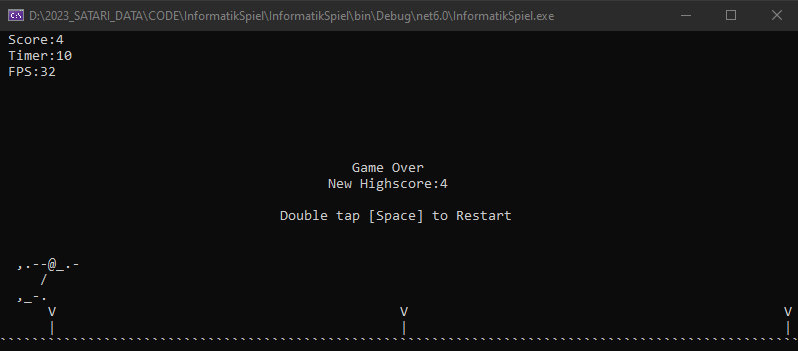 D:\2023_SATARI_DATA\CODE\InformatikSpiel\InformatikSpiel\bin\Debug\net6.0\InformatikSpiel.exe
Score:4
Timer:10
FPS:32
Game Over
New Highscore:4
Double tap [Space] to Restart